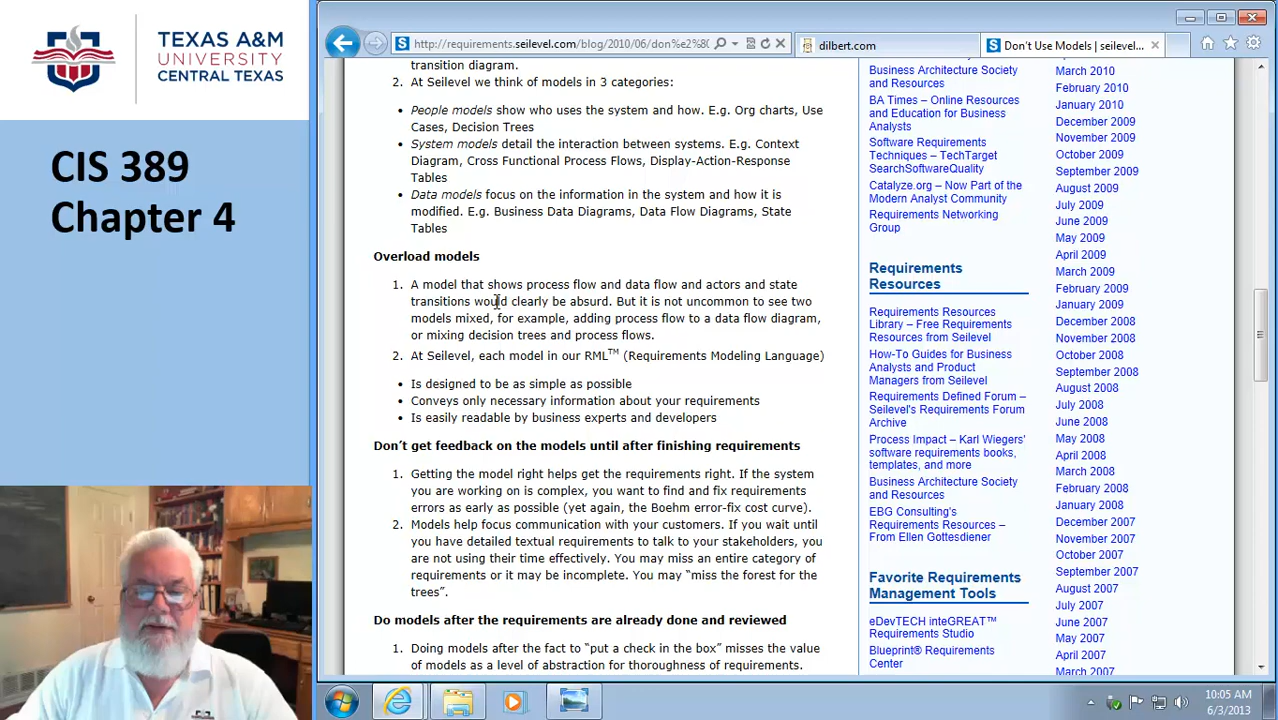 TEXAS A&M
UNIVERSITY
CENTRAL TEXAS
CIS 389
Chapter 4
http://requirements.seilevel.com/blog/2010/06/don%e2%80
dilbert.com
Don't Use Models | seilevel...
transition diagram.
2. At Seilevel we think of models in 3 categories:
• People models show who uses the system and how. E.g. Org charts, Use
Cases, Decision Trees
• System models detail the interaction between systems. E.g. Context
Diagram, Cross Functional Process Flows, Display-Action-Response
Tables
• Data models focus on the information in the system and how it is
modified. E.g. Business Data Diagrams, Data Flow Diagrams, State
Tables
Overload models
1. A model that shows process flow and data flow and actors and state
transitions would clearly be absurd. But it is not uncommon to see two
models mixed, for example, adding process flow to a data flow diagram,
or mixing decision trees and process flows.
2. At Seilevel, each model in our RML™ (Requirements Modeling Language)
• Is designed to be as simple as possible
• Conveys only necessary information about your requirements
• Is easily readable by business experts and developers
Don't get feedback on the models until after finishing requirements
1. Getting the model right helps get the requirements right. If the system
you are working on is complex, you want to find and fix requirements
errors as early as possible (yet again, the Boehm error-fix cost curve).
2. Models help focus communication with your customers. If you wait until
you have detailed textual requirements to talk to your stakeholders, you
are not using their time effectively. You may miss an entire category of
requirements or it may be incomplete. You may “miss the forest for the
trees”.
Do models after the requirements are already done and reviewed
1. Doing models after the fact to “put a check in the box” misses the value
of models as a level of abstraction for thoroughness of requirements.
Business Architecture Society
and Resources
BA Times – Online Resources
and Education for Business
Analysts
Software Requirements
Techniques – TechTarget
SearchSoftwareQuality
Catalyze.org – Now Part of the
Modern Analyst Community
Requirements Networking
Group
Requirements
Resources
Requirements Resources
Library – Free Requirements
Resources from Seilevel
How-To Guides for Business
Analysts and Product
Managers from Seilevel
Requirements Defined Forum –
Seilevel's Requirements Forum
Archive
Process Impact – Karl Wiegers'
software requirements books,
templates, and more
Business Architecture Society
and Resources
EBG Consulting's
Requirements Resources –
From Ellen Gottesdiener
Favorite Requirements
Management Tools
eDevTECH inteGREAT™
Requirements Studio
Blueprint® Requirements
Center
March 2010
February 2010
January 2010
December 2009
November 2009
October 2009
September 2009
August 2009
July 2009
June 2009
May 2009
April 2009
March 2009
February 2009
January 2009
December 2008
November 2008
October 2008
September 2008
August 2008
July 2008
June 2008
May 2008
April 2008
March 2008
February 2008
January 2008
December 2007
November 2007
October 2007
September 2007
August 2007
July 2007
June 2007
May 2007
April 2007
March 2007
10:05 AM
6/3/2013